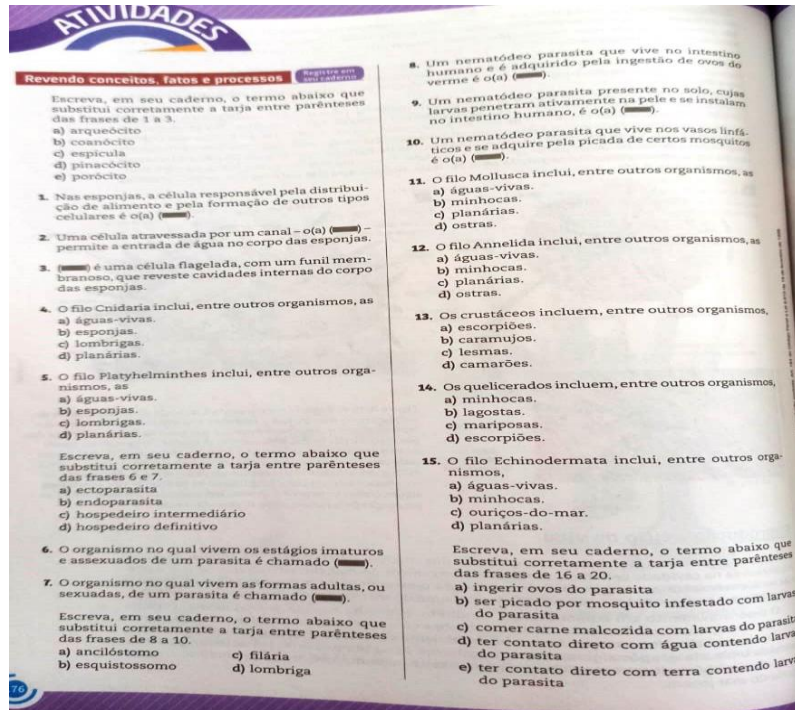 ATIVIDADES
Revendo conceitos, fatos e processos
Registre em
seu caderno
Escreva, em seu caderno, o termo abaixo que
substitui corretamente a tarja entre parênteses
das frases de 1 a 3.
a) arqueócito
b) coanócito
c) espícula
d) pinacócito
e) porócito
1. Nas esponjas, a célula responsável pela distribui-
ção de alimento e pela formação de outros tipos
celulares é o(a) ( ).
2. Uma célula atravessada por um canal – o(a) ( ) –
permite a entrada de água no corpo das esponjas.
3. ( ) é uma célula flagelada, com um funil mem-
branoso, que reveste cavidades internas do corpo
das esponjas.
4. O filo Cnidaria inclui, entre outros organismos, as
a) águas-vivas.
b) esponjas.
c) lombrigas.
d) planárias.
5. O filo Platyhelminthes inclui, entre outros orga-
nismos, as
a) águas-vivas.
b) esponjas.
c) lombrigas.
d) planárias.
Escreva, em seu caderno, o termo abaixo que
substitui corretamente a tarja entre parênteses
das frases 6 e 7.
a) ectoparasita
b) endoparasita
c) hospedeiro intermediário
d) hospedeiro definitivo
6. O organismo no qual vivem os estágios imaturos
e assexuados de um parasita é chamado ( ).
7. O organismo no qual vivem as formas adultas, ou
sexuadas, de um parasita é chamado ( ).
Escreva, em seu caderno, o termo abaixo que
substitui corretamente a tarja entre parênteses
das frases de 8 a 10.
a) ancilóstomo c) filária
b) esquistossomo d) lombriga
76
8. Um nematódeo parasita que vive no intestino
humano e é adquirido pela ingestão de ovos do
verme é o(a) ( ).
9. Um nematódeo parasita presente no solo, cujas
larvas penetram ativamente na pele e se instalam
no intestino humano, é o(a) ( ).
10. Um nematódeo parasita que vive nos vasos linfá-
ticos e se adquire pela picada de certos mosquitos
é o(a) ( ).
11. O filo Mollusca inclui, entre outros organismos, as
a) águas-vivas.
b) minhocas.
c) planárias.
d) ostras.
12. O filo Annelida inclui, entre outros organismos, as
a) águas-vivas.
b) minhocas.
c) planárias.
d) ostras.
13. Os crustáceos incluem, entre outros organismos,
a) escorpiões.
b) caramujos.
c) lesmas.
d) camarões.
14. Os quelicerados incluem, entre outros organismos,
a) minhocas.
b) lagostas.
c) mariposas.
d) escorpiões.
15. O filo Echinodermata inclui, entre outros orga-
nismos,
a) águas-vivas.
b) minhocas.
c) ouriços-do-mar.
d) planárias.
Escreva, em seu caderno, o termo abaixo que
substitui corretamente a tarja entre parênteses
das frases de 16 a 20.
a) ingerir ovos do parasita
b) ser picado por mosquito infestado com larvas
do parasita
c) comer carne malcozida com larvas do parasit
d) ter contato direto com água contendo larva
do parasita
e) ter contato direto com terra contendo larv
do parasita